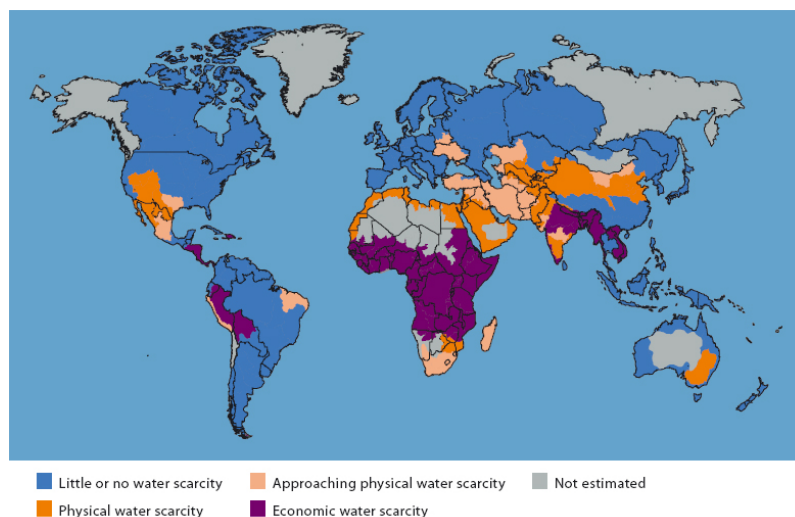 Little or no water scarcity
Approaching physical water scarcity
Not estimated
Physical water scarcity
Economic water scarcity